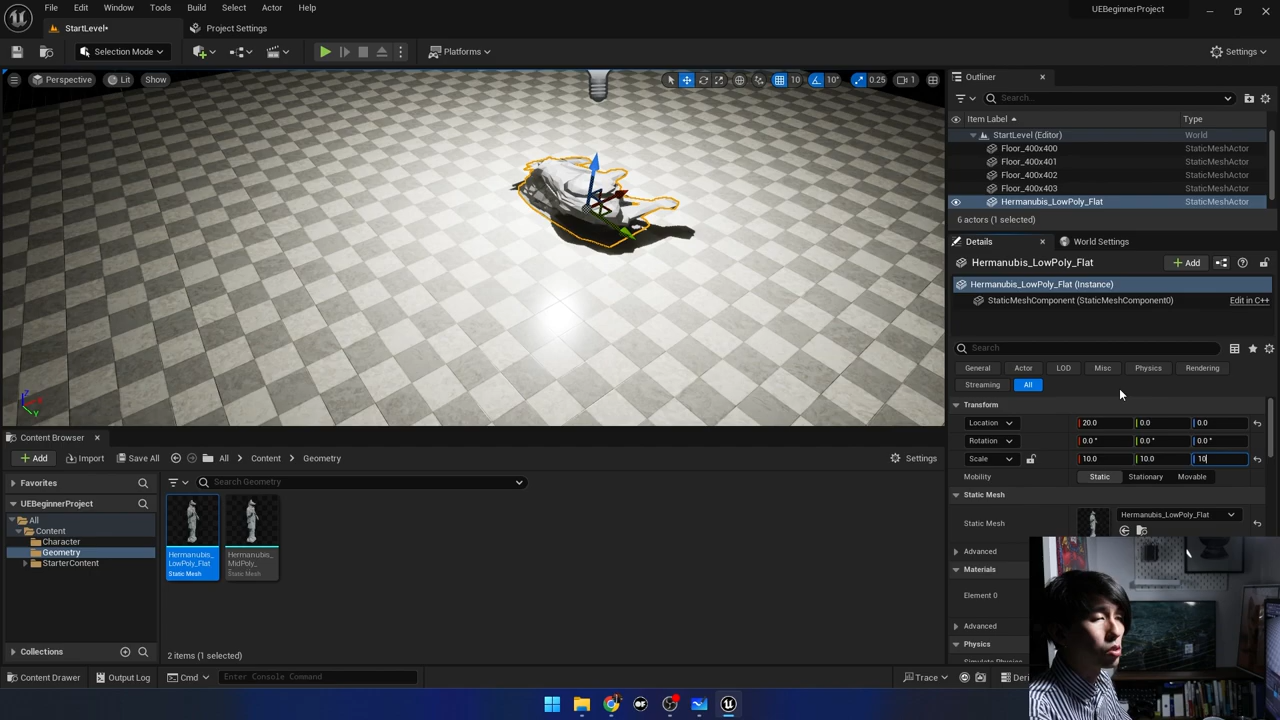 File Edit Window Tools Build Select Actor Help
UEBeginnerProject
StartLevel•
Project Settings
Selection Mode
Platforms
Settings
Perspective Lit Show
10 10° 0.25 1
Outliner
Search...
Item Label Type
StartLevel (Editor) World
Floor_400x400 StaticMeshActor
Floor_400x401 StaticMeshActor
Floor_400x402 StaticMeshActor
Floor_400x403 StaticMeshActor
Hermanubis_LowPoly_Flat StaticMeshActor
6 actors (1 selected)
Details
World Settings
Hermanubis_LowPoly_Flat
+ Add
Hermanubis_LowPoly_Flat (Instance)
StaticMeshComponent (StaticMeshComponent0) Edit in C++
Search
General Actor LOD Misc Physics Rendering
Streaming All
Transform
Location 20.0 0.0 0.0
Rotation 0.0 ° 0.0 ° 0.0 °
Scale 10.0 10.0 10
Mobility Static Stationary Movable
Static Mesh
Static Mesh Hermanubis_LowPoly_Flat
Advanced
Materials
Element 0
Advanced
Physics
Content Browser
+ Add Import Save All All Content Geometry Settings
Favorites
UEBeginnerProject
All
Content
Character
Geometry
StarterContent
Collections
Search Geometry
Hermanubis_
LowPoly_Flat
Static Mesh
Hermanubis_
MidPoly_
Static Mesh
2 items (1 selected)
Content Drawer Output Log Cmd Enter Console Command Trace